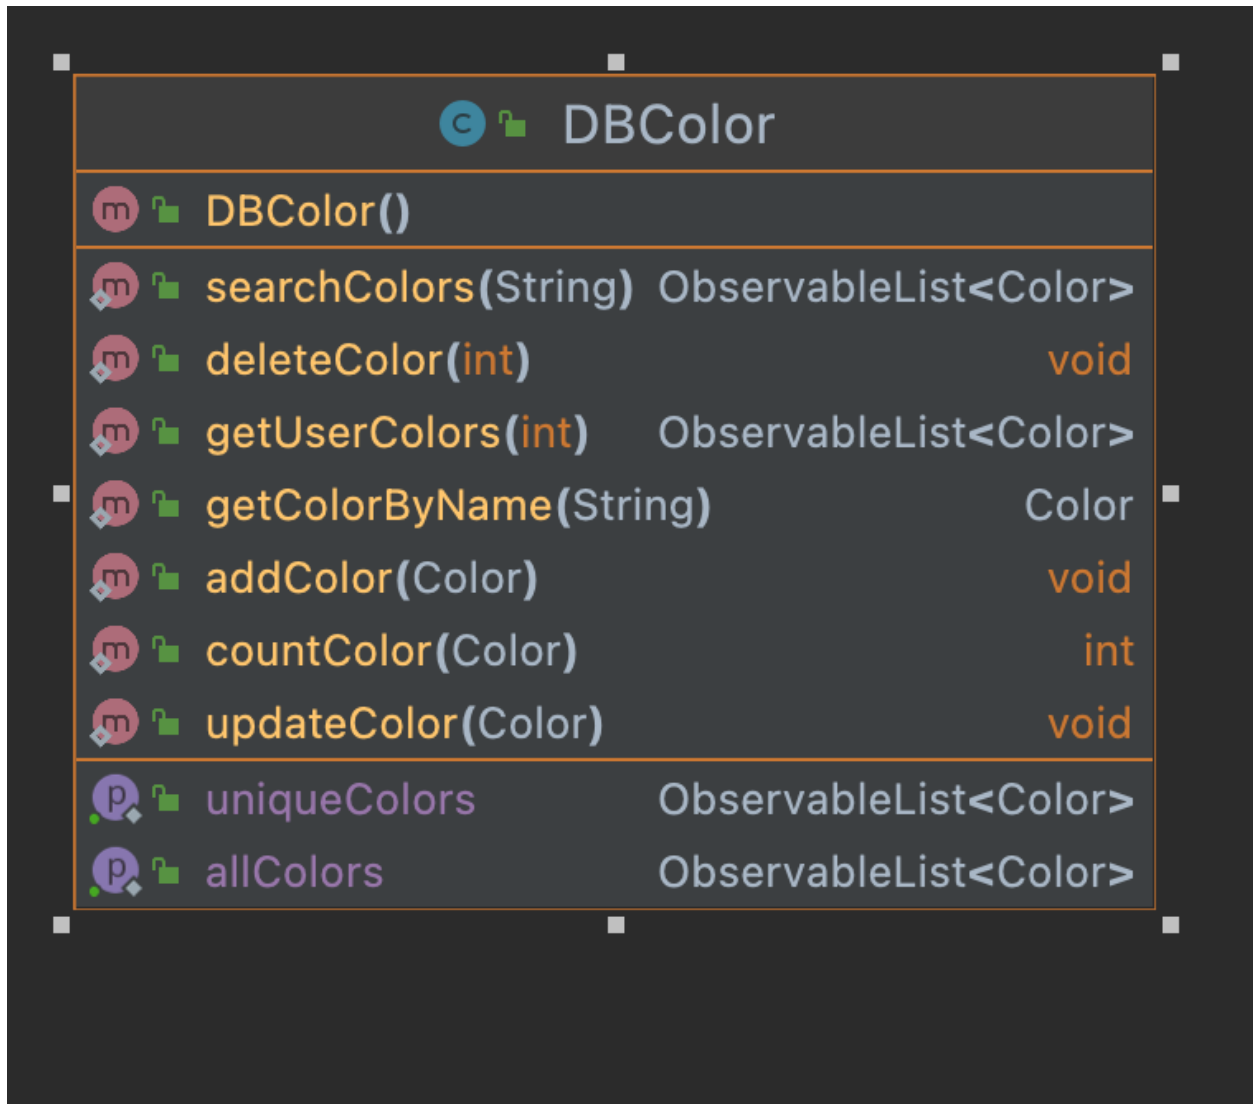 C DBColor
m DBColor()
m searchColors(String) ObservableList<Color>
m deleteColor(int) void
m getUserColors(int) ObservableList<Color>
m getColorByName(String) Color
m addColor(Color) void
m countColor(Color) int
m updateColor(Color) void
p uniqueColors ObservableList<Color>
p allColors ObservableList<Color>